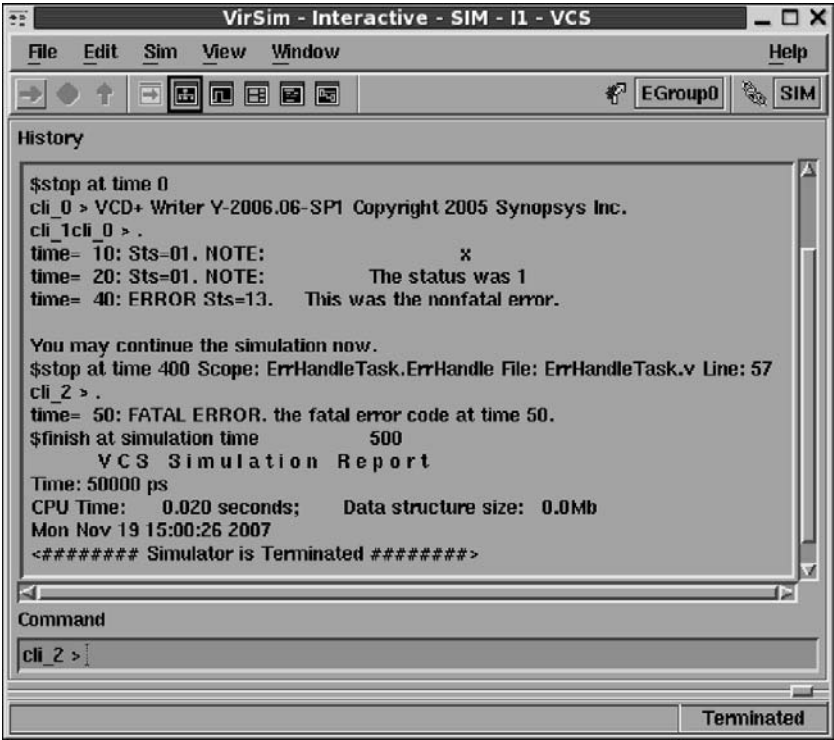 VirSim - Interactive - SIM - I1 - VCS
File Edit Sim View Window Help
EGroup0 SIM
History
$stop at time 0
cli_0 > VCD+ Writer Y-2006.06-SP1 Copyright 2005 Synopsys Inc.
cli_1cli_0 > .
time= 10: Sts=01. NOTE: x
time= 20: Sts=01. NOTE: The status was 1
time= 40: ERROR Sts=13. This was the nonfatal error.
You may continue the simulation now.
$stop at time 400 Scope: ErrHandleTask.ErrHandle File: ErrHandleTask.v Line: 57
cli_2 > .
time= 50: FATAL ERROR. the fatal error code at time 50.
$finish at simulation time 500
V C S S i m u l a t i o n R e p o r t
Time: 50000 ps
CPU Time: 0.020 seconds; Data structure size: 0.0Mb
Mon Nov 19 15:00:26 2007
<######## Simulator is Terminated ########>
Command
cli_2 >
Terminated